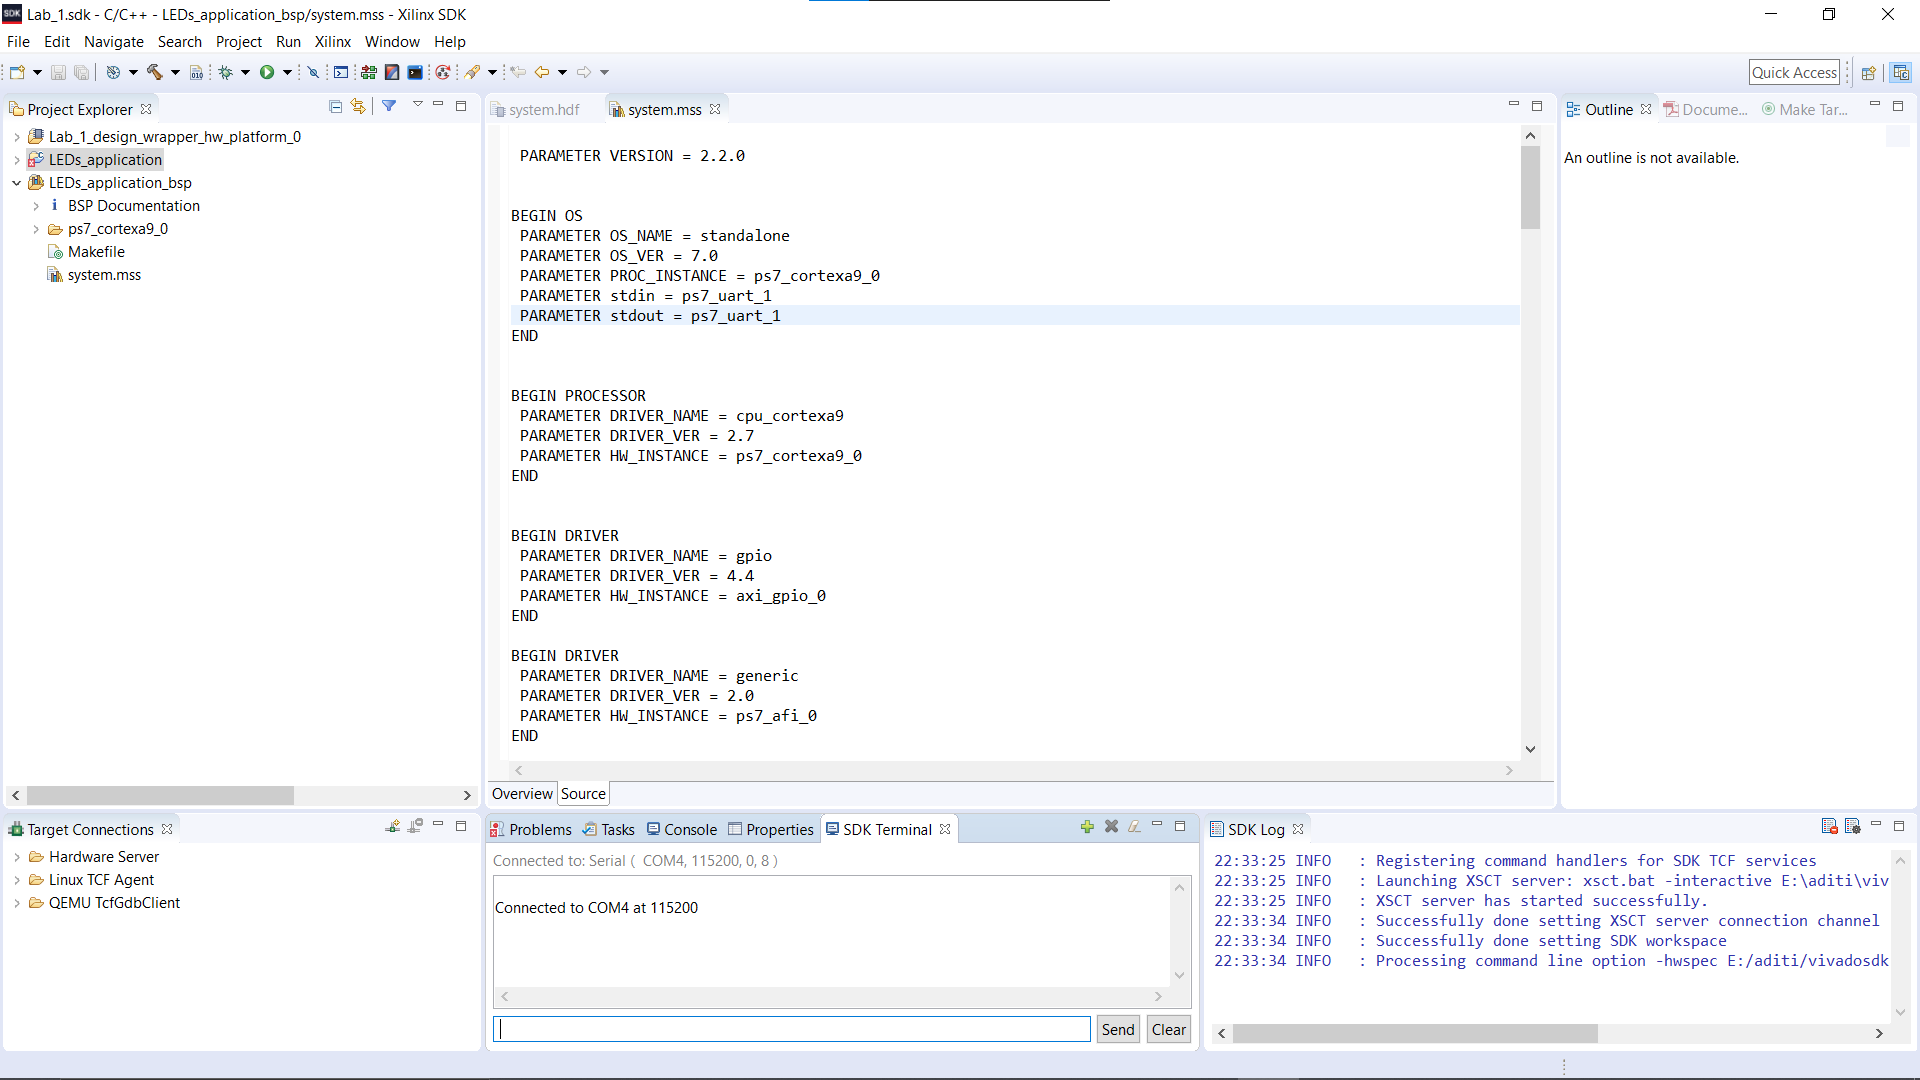 Lab_1.sdk - C/C++ - LEDs_application_bsp/system.mss - Xilinx SDK
File Edit Navigate Search Project Run Xilinx Window Help
Quick Access
Project Explorer
Lab_1_design_wrapper_hw_platform_0
LEDs_application
LEDs_application_bsp
BSP Documentation
ps7_cortexa9_0
Makefile
system.mss
system.hdf
system.mss
PARAMETER VERSION = 2.2.0
BEGIN OS
PARAMETER OS_NAME = standalone
PARAMETER OS_VER = 7.0
PARAMETER PROC_INSTANCE = ps7_cortexa9_0
PARAMETER stdin = ps7_uart_1
PARAMETER stdout = ps7_uart_1
END
BEGIN PROCESSOR
PARAMETER DRIVER_NAME = cpu_cortexa9
PARAMETER DRIVER_VER = 2.7
PARAMETER HW_INSTANCE = ps7_cortexa9_0
END
BEGIN DRIVER
PARAMETER DRIVER_NAME = gpio
PARAMETER DRIVER_VER = 4.4
PARAMETER HW_INSTANCE = axi_gpio_0
END
BEGIN DRIVER
PARAMETER DRIVER_NAME = generic
PARAMETER DRIVER_VER = 2.0
PARAMETER HW_INSTANCE = ps7_afi_0
END
Overview Source
Outline Docume... Make Tar...
An outline is not available.
Target Connections
Hardware Server
Linux TCF Agent
QEMU TcfGdbClient
Problems Tasks Console Properties SDK Terminal
Connected to: Serial ( COM4, 115200, 0, 8 )
Connected to COM4 at 115200
Send Clear
SDK Log
22:33:25 INFO : Registering command handlers for SDK TCF services
22:33:25 INFO : Launching XSCT server: xsct.bat -interactive E:\aditi\viv
22:33:25 INFO : XSCT server has started successfully.
22:33:34 INFO : Successfully done setting XSCT server connection channel
22:33:34 INFO : Successfully done setting SDK workspace
22:33:34 INFO : Processing command line option -hwspec E:/aditi/vivadosdk